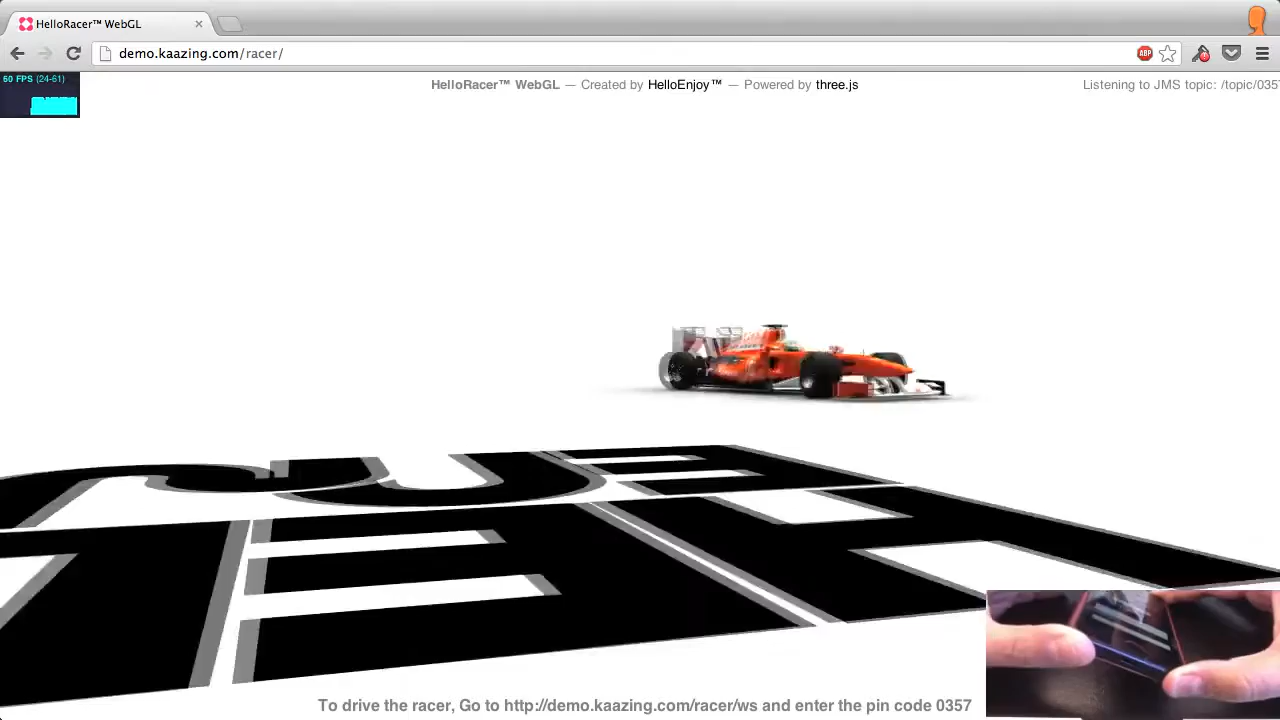 HelloRacer™ WebGL
demo.kaazing.com/racer/
ABP
60 FPS (24-61)
HelloRacer™ WebGL — Created by HelloEnjoy™ — Powered by three.js
Listening to JMS topic: /topic/0357
To drive the racer, Go to http://demo.kaazing.com/racer/ws and enter the pin code 0357